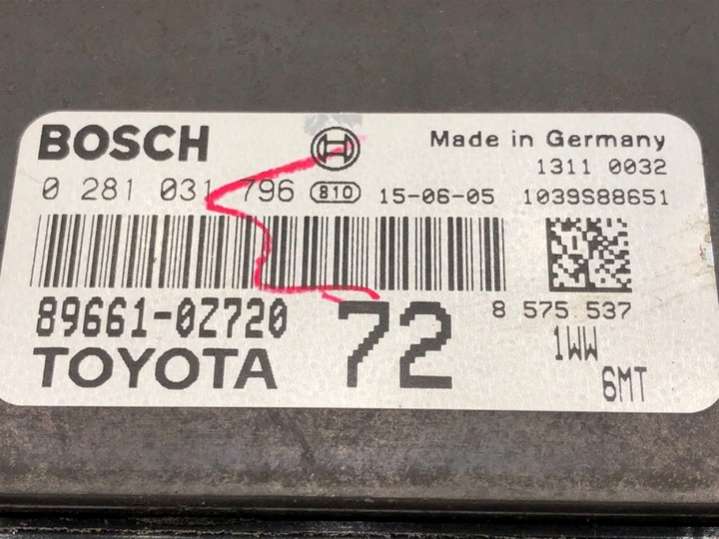 BOSCH Made in Germany
1311 0032
0 281 031 796 810 15-06-05 1039S88651
89661-0Z720 72 8 575 537
TOYOTA 1WW
6MT